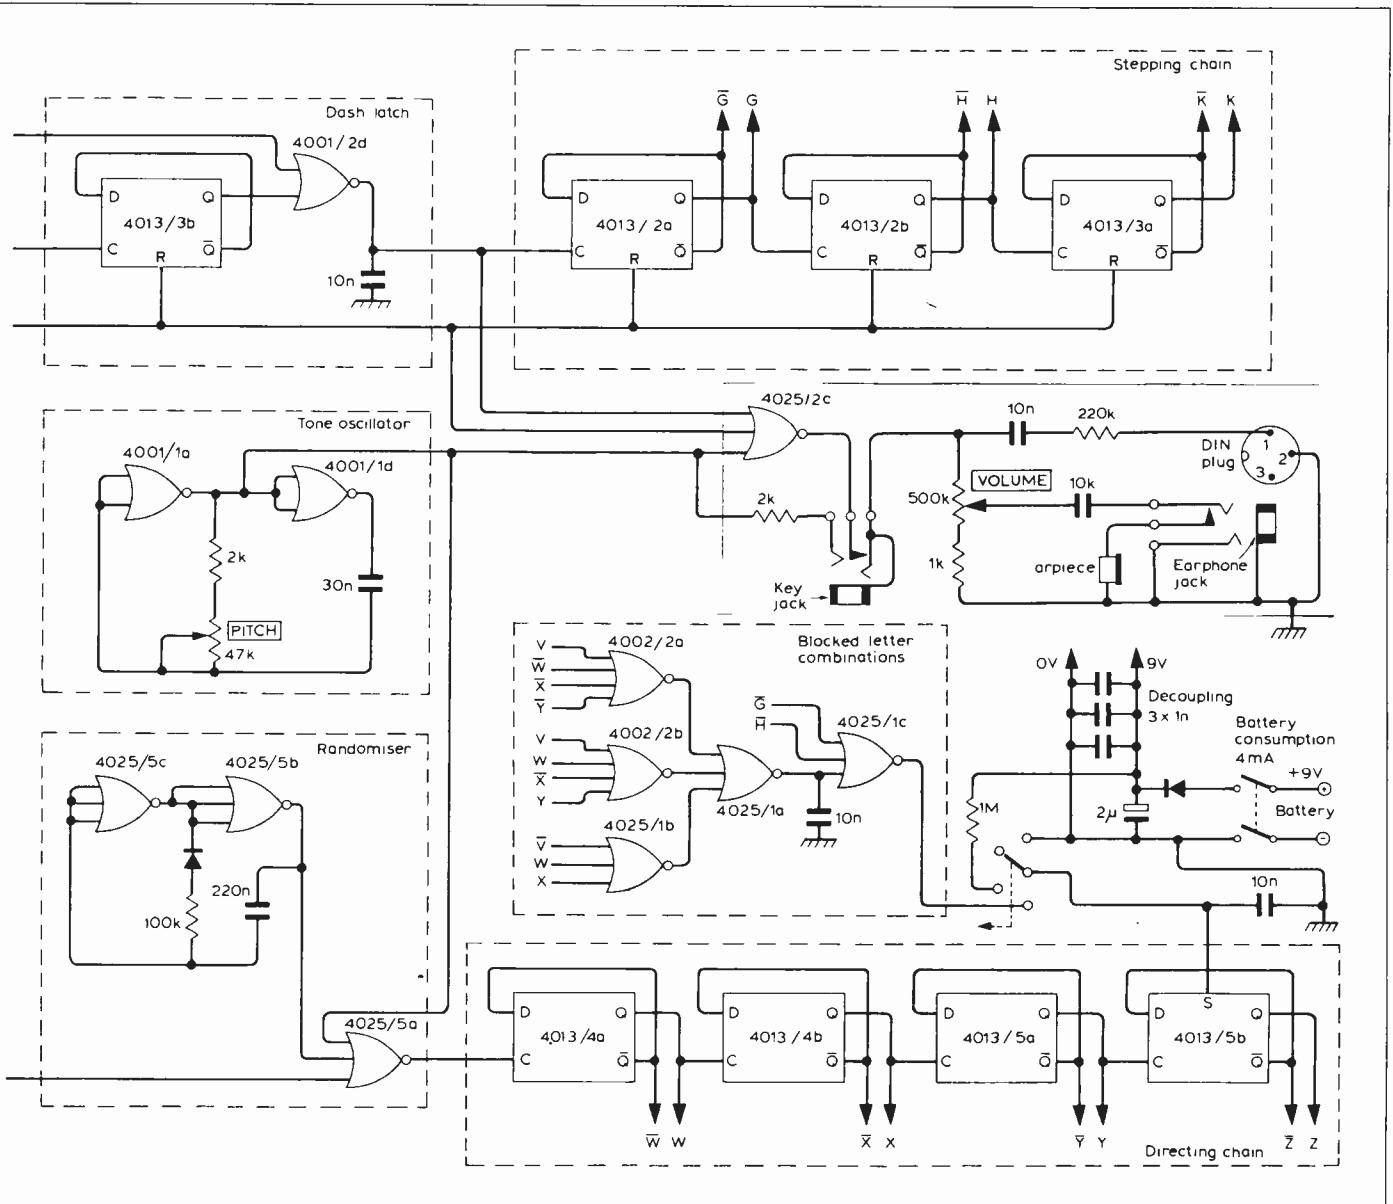 Stepping chain
Dash latch
4001/2d
D
Q
4013/3b
C
Q̅
R
10n
G̅ G
H̅ H
K̅ K
D
Q
4013/2a
C
Q̅
R
D
Q
4013/2b
C
Q̅
R
D
Q
4013/3a
C
Q̅
R
Tone oscillator
4001/1a
4001/1d
2k
30n
PITCH
47k
4025/2c
2k
Key
jack
10n
220k
DIN
plug
1
2
3
VOLUME
500k
10k
1k
arpiece
Earphone
jack
Blocked letter
combinations
V
W̅
X̅
Y̅
4002/2a
V
W
X̅
Y
4002/2b
V̅
W
X
4025/1b
4025/1a
10n
G̅
H̅
4025/1c
0V
9V
Decoupling
3 x 1n
Battery
consumption
4mA
+9V
+
Battery
−
1M
2µ
10n
Randomiser
4025/5c
4025/5b
220n
100k
4025/5a
D
Q
4013/4a
C
Q̅
D
Q
4013/4b
C
Q̅
D
Q
4013/5a
C
Q̅
S
D
Q
4013/5b
C
Q̅
W̅ W
X̅ X
Y̅ Y
Z̅ Z
Directing chain